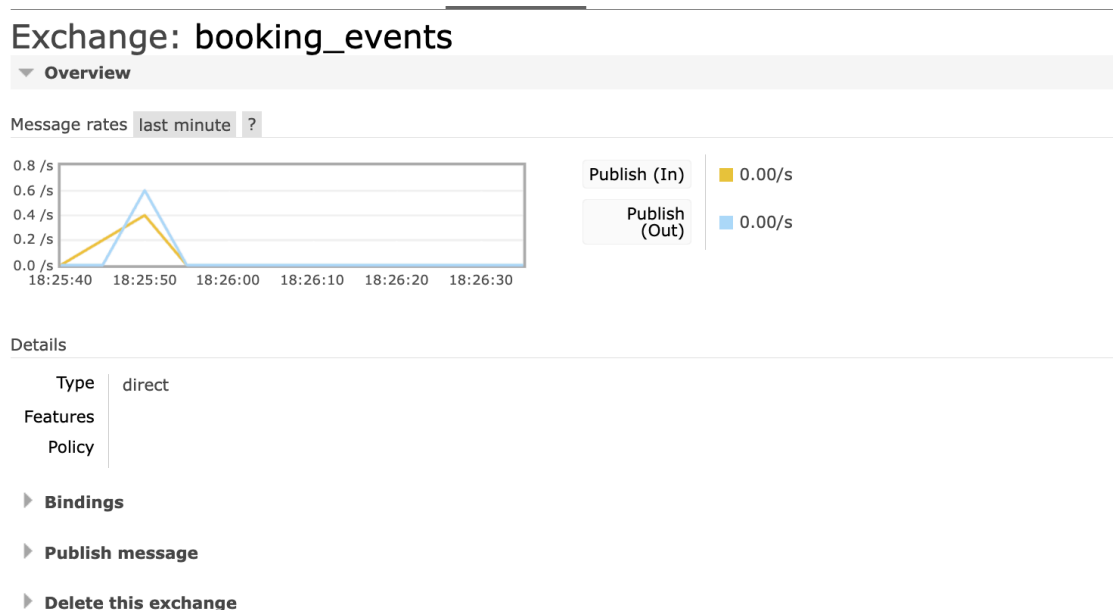 Exchange: booking_events
Overview
Message rates last minute ?
0.8 /s
0.6 /s
0.4 /s
0.2 /s
0.0 /s
18:25:40 18:25:50 18:26:00 18:26:10 18:26:20 18:26:30
Publish (In) 0.00/s
Publish
(Out) 0.00/s
Details
Type direct
Features
Policy
Bindings
Publish message
Delete this exchange